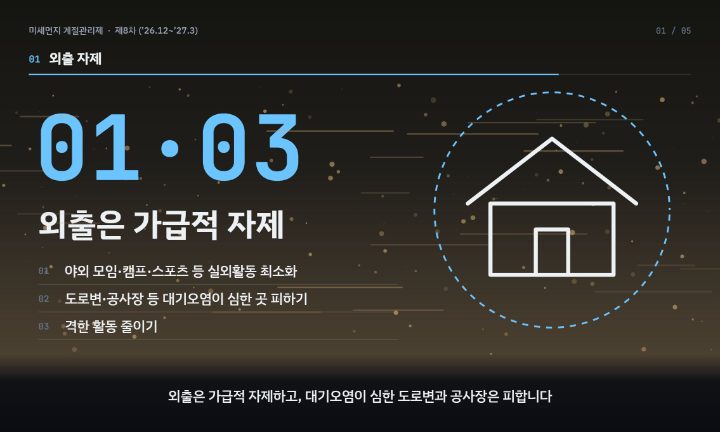 미세먼지 계절관리제 · 제8차 ('26.12~'27.3)
01 / 05
01 외출 자제
01·03
외출은 가급적 자제
01 야외 모임·캠프·스포츠 등 실외활동 최소화
02 도로변·공사장 등 대기오염이 심한 곳 피하기
03 격한 활동 줄이기
외출은 가급적 자제하고, 대기오염이 심한 도로변과 공사장은 피합니다